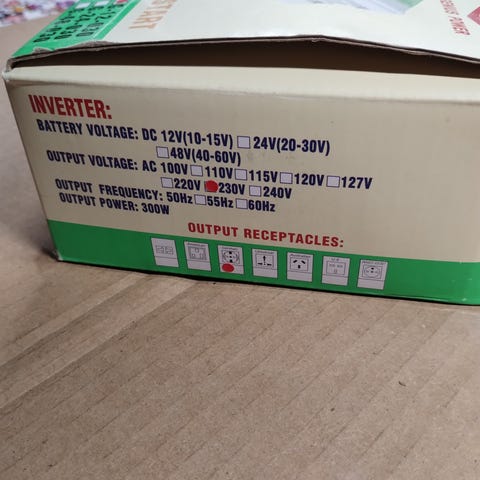 START
INVERTER:
BATTERY VOLTAGE: DC 12V(10-15V) 24V(20-30V)
48V(40-60V)
OUTPUT VOLTAGE: AC 100V 110V 115V 120V 127V
220V 230V 240V
OUTPUT FREQUENCY: 50Hz 55Hz 60Hz
OUTPUT POWER: 300W
OUTPUT RECEPTACLES: